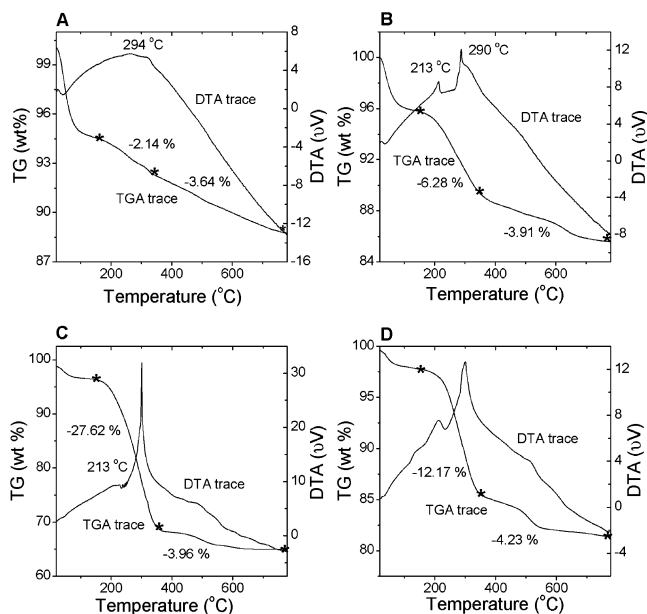 A
294 °C
99
97
95
93
91
89
87
TG (wt%)
DTA trace
-2.14 %
-3.64 %
TGA trace
8
4
0
-4
-8
-12
-16
DTA (υV)
200
400
600
Temperature (°C)
B
213 °C
290 °C
100
96
92
88
84
TG (wt %)
DTA trace
TGA trace
-6.28 %
-3.91 %
12
8
4
0
-4
-8
DTA (υV)
200
400
600
Temperature (°C)
C
100
90
80
70
60
TG (wt %)
-27.62 %
213 °C
DTA trace
TGA trace
-3.96 %
30
20
10
0
DTA (υV)
200
400
600
Temperature (°C)
D
100
95
90
85
80
TG (wt %)
-12.17 %
DTA trace
TGA trace
-4.23 %
12
8
4
0
-4
DTA (υV)
200
400
600
Temperature (°C)